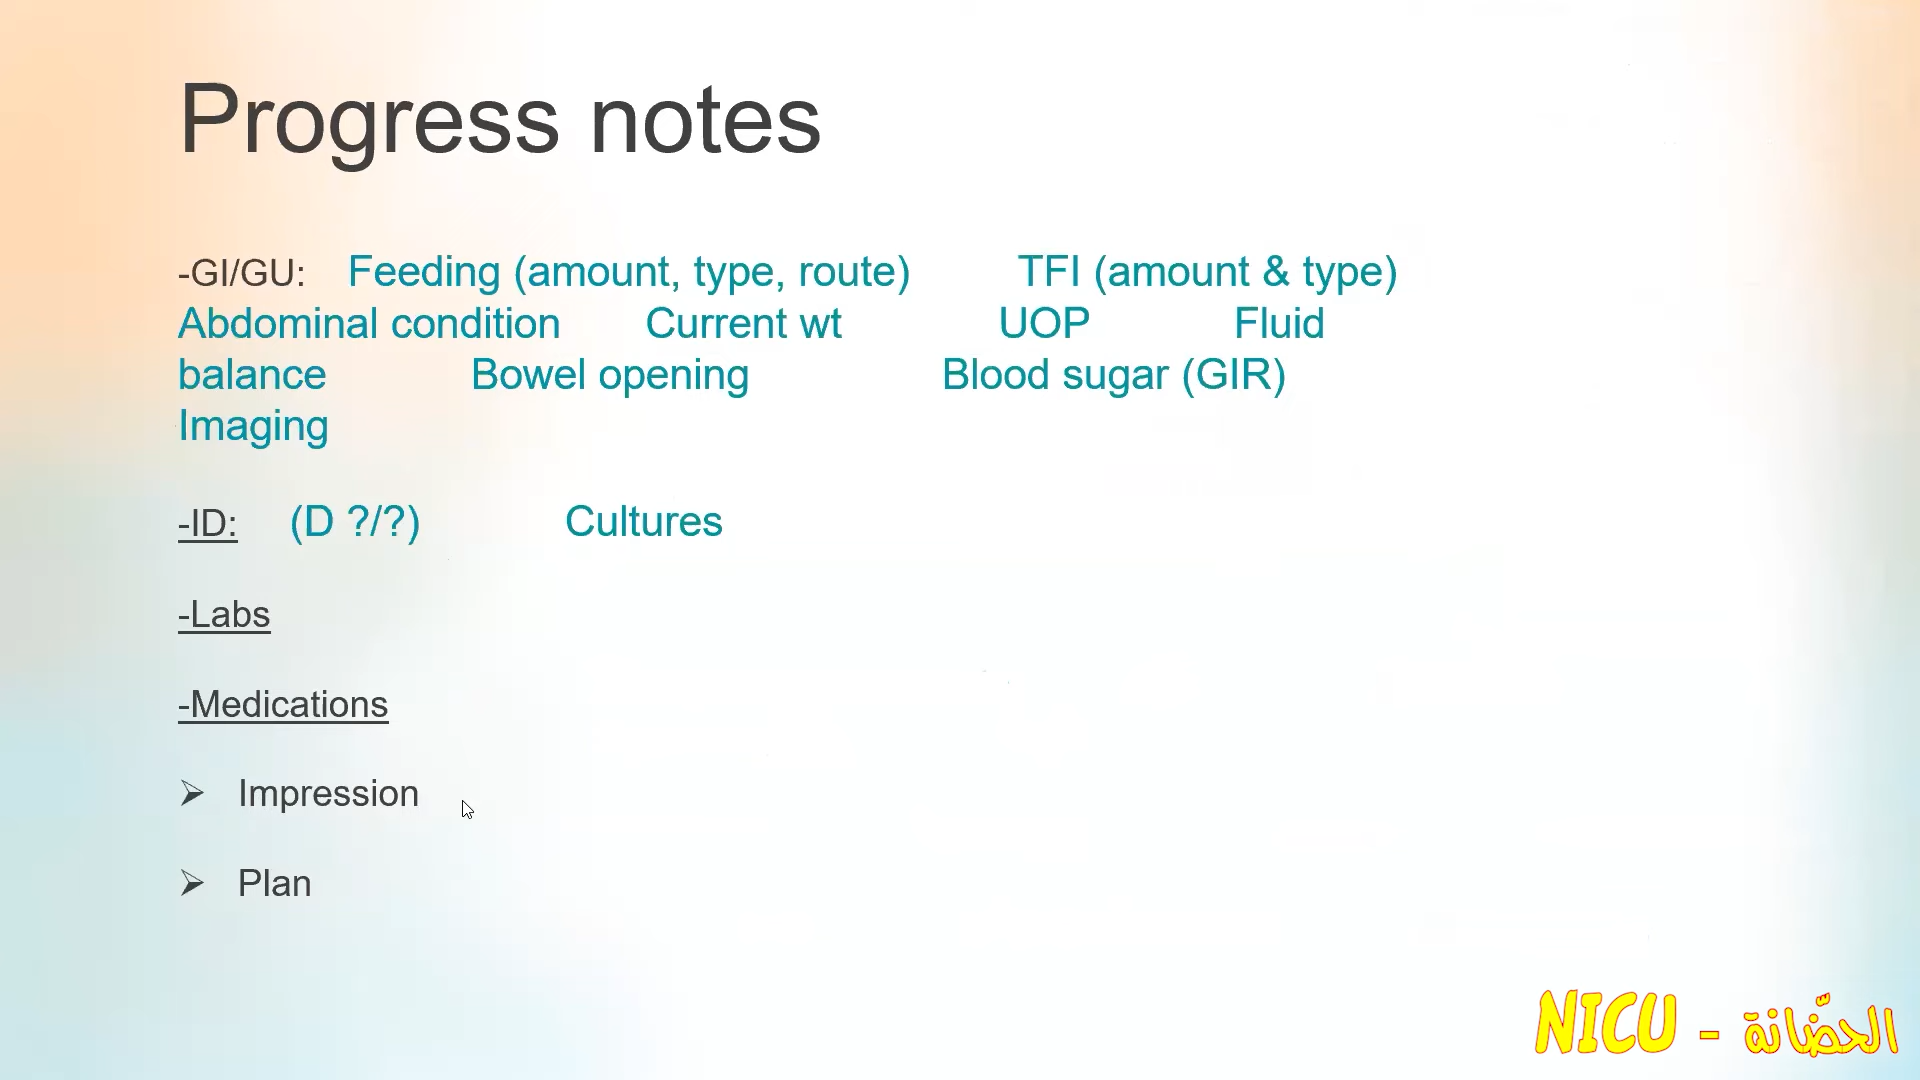 Progress notes
-GI/GU: Feeding (amount, type, route) TFI (amount & type)
Abdominal condition Current wt UOP Fluid
balance Bowel opening Blood sugar (GIR)
Imaging
-ID: (D ?/?) Cultures
-Labs
-Medications
➢ Impression
➢ Plan
NICU - الحضّانة